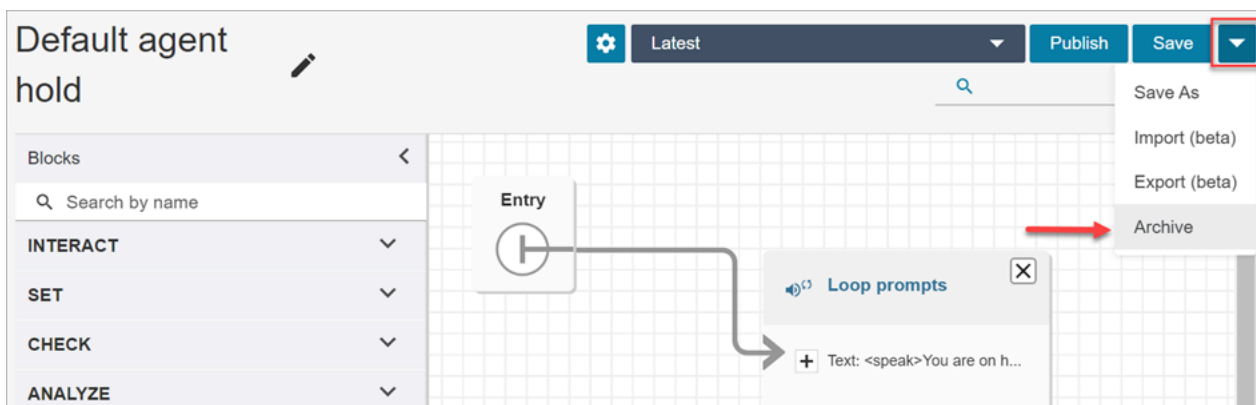 Default agent
hold
Latest
Publish
Save
Save As
Import (beta)
Export (beta)
Archive
Blocks
Search by name
INTERACT
SET
CHECK
ANALYZE
Entry
Loop prompts
Text: <speak>You are on h...